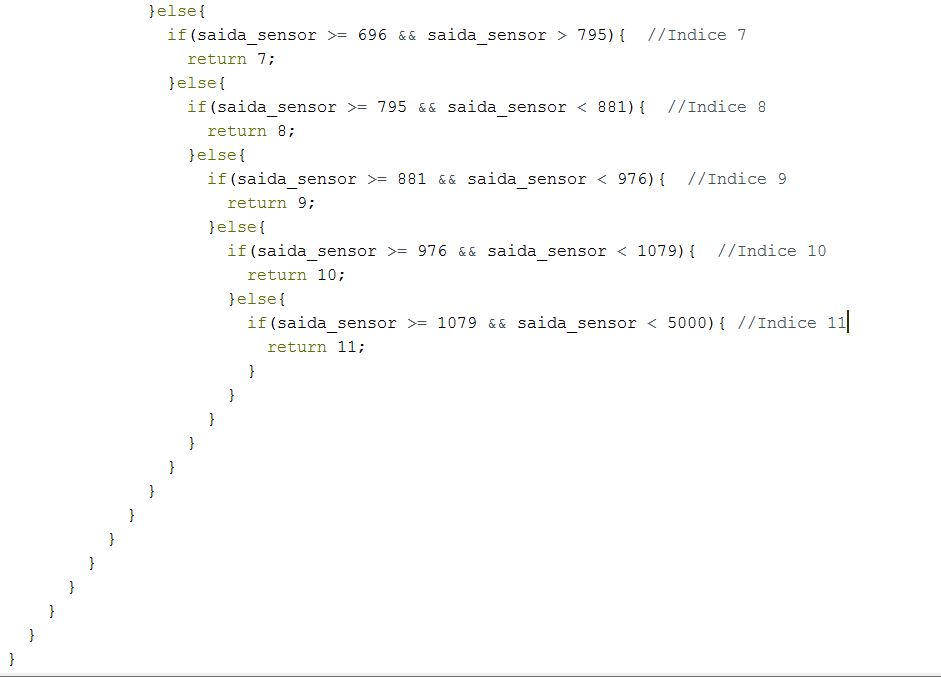 }else{
if(saida_sensor >= 696 && saida_sensor > 795){  //Indice 7
return 7;
}else{
if(saida_sensor >= 795 && saida_sensor < 881){  //Indice 8
return 8;
}else{
if(saida_sensor >= 881 && saida_sensor < 976){  //Indice 9
return 9;
}else{
if(saida_sensor >= 976 && saida_sensor < 1079){  //Indice 10
return 10;
}else{
if(saida_sensor >= 1079 && saida_sensor < 5000){ //Indice 11
return 11;
}
}
}
}
}
}
}
}
}
}
}
}
}